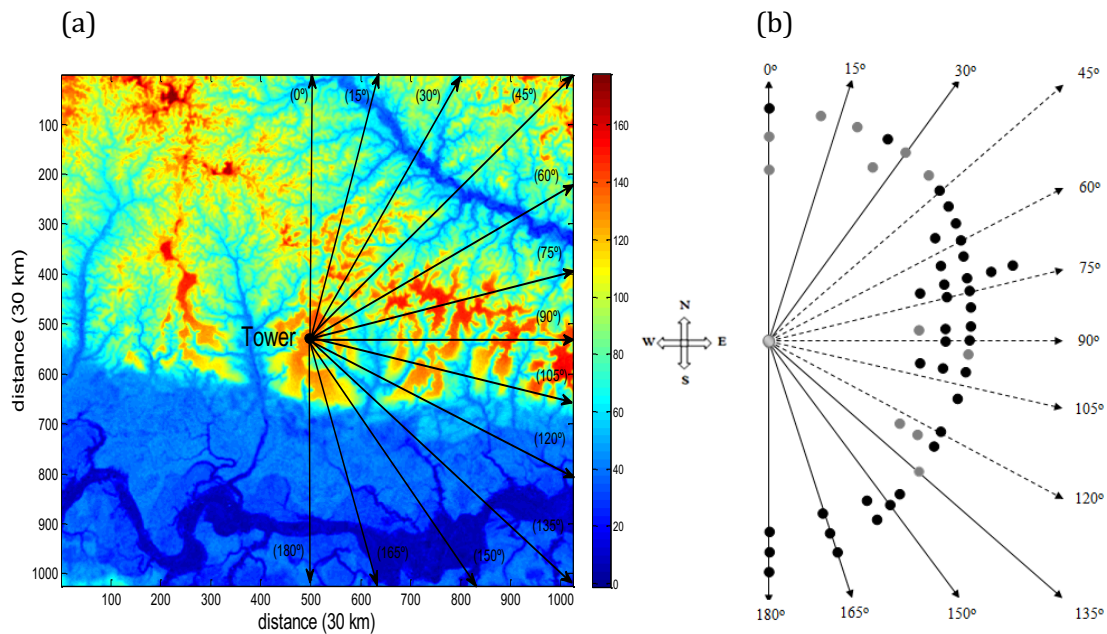 (a)
(b)
(0º)
(15º)
(30º)
(45º)
(60º)
(75º)
(90º)
(105º)
(120º)
(135º)
(150º)
(165º)
(180º)
Tower
100
200
300
400
500
600
700
800
900
1000
distance (30 km)
100 200 300 400 500 600 700 800 900 1000
distance (30 km)
160
140
120
100
80
60
40
20
0
N
W E
S
0º
15º
30º
45º
60º
75º
90º
105º
120º
135º
150º
165º
180º